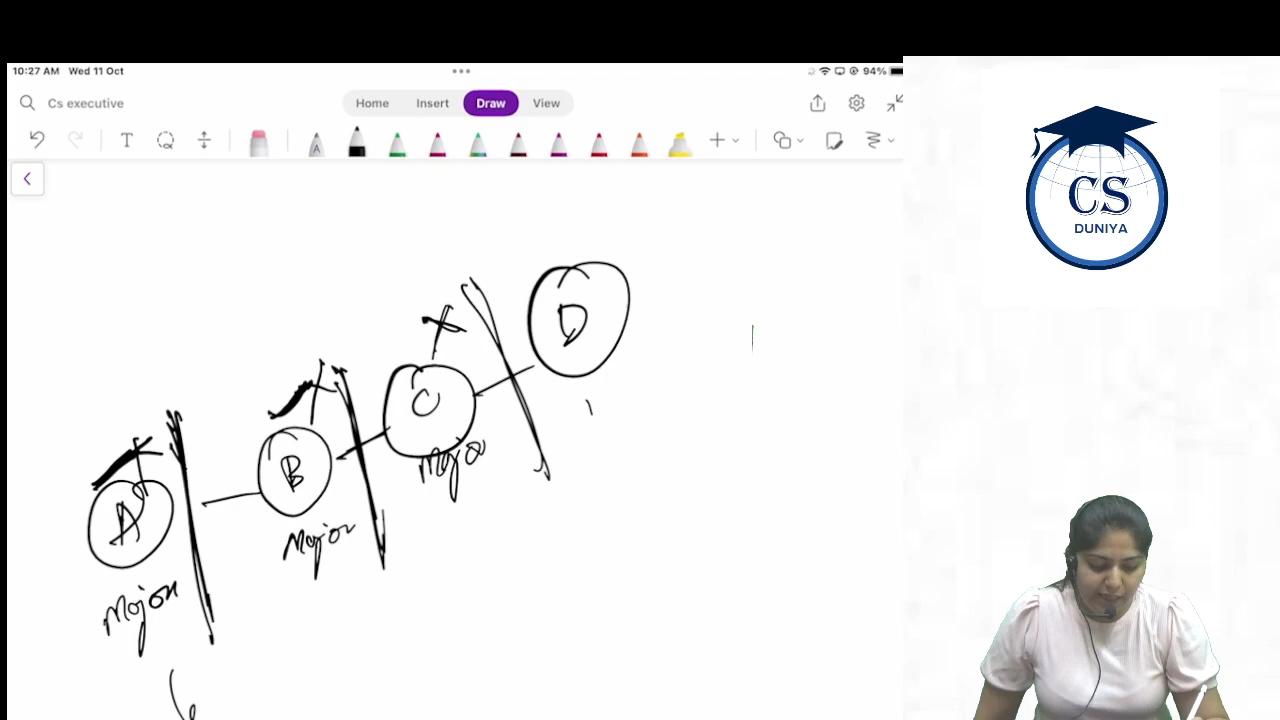 10:27 AM Wed 11 Oct
94%
Cs executive
Home Insert Draw View
T
A
CS
DUNIYA
D
C
Major
B
Major
A
Major